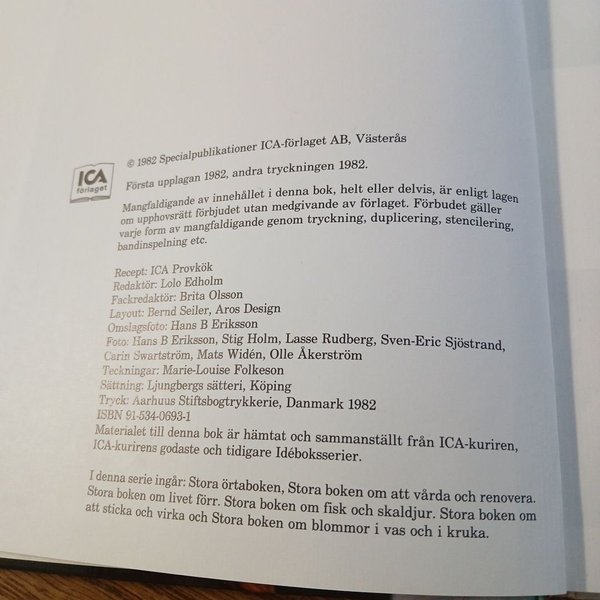 ICA
förlaget
© 1982 Specialpublikationer ICA-förlaget AB, Västerås
Första upplagan 1982, andra tryckningen 1982.
Mangfaldigande av innehållet i denna bok, helt eller delvis, är enligt lagen
om upphovsrätt förbjudet utan medgivande av förlaget. Förbudet gäller
varje form av mangfaldigande genom tryckning, duplicering, stencilering,
bandinspelning etc.
Recept: ICA Provkök
Redaktör: Lolo Edholm
Fackredaktör: Brita Olsson
Layout: Bernd Seiler, Aros Design
Omslagsfoto: Hans B Eriksson
Foto: Hans B Eriksson, Stig Holm, Lasse Rudberg, Sven-Eric Sjöstrand,
Carin Swartström, Mats Widén, Olle Åkerström
Teckningar: Marie-Louise Folkeson
Sättning: Ljungbergs sätteri, Köping
Tryck: Aarhuus Stiftsbogtrykkerie, Danmark 1982
ISBN 91-534-0693-1
Materialet till denna bok är hämtat och sammanställt från ICA-kuriren,
ICA-kurirens godaste och tidigare Idéboksserier.
I denna serie ingår: Stora örtaboken, Stora boken om att vårda och renovera.
Stora boken om livet förr. Stora boken om fisk och skaldjur. Stora boken om
att sticka och virka och Stora boken om blommor i vas och i kruka.